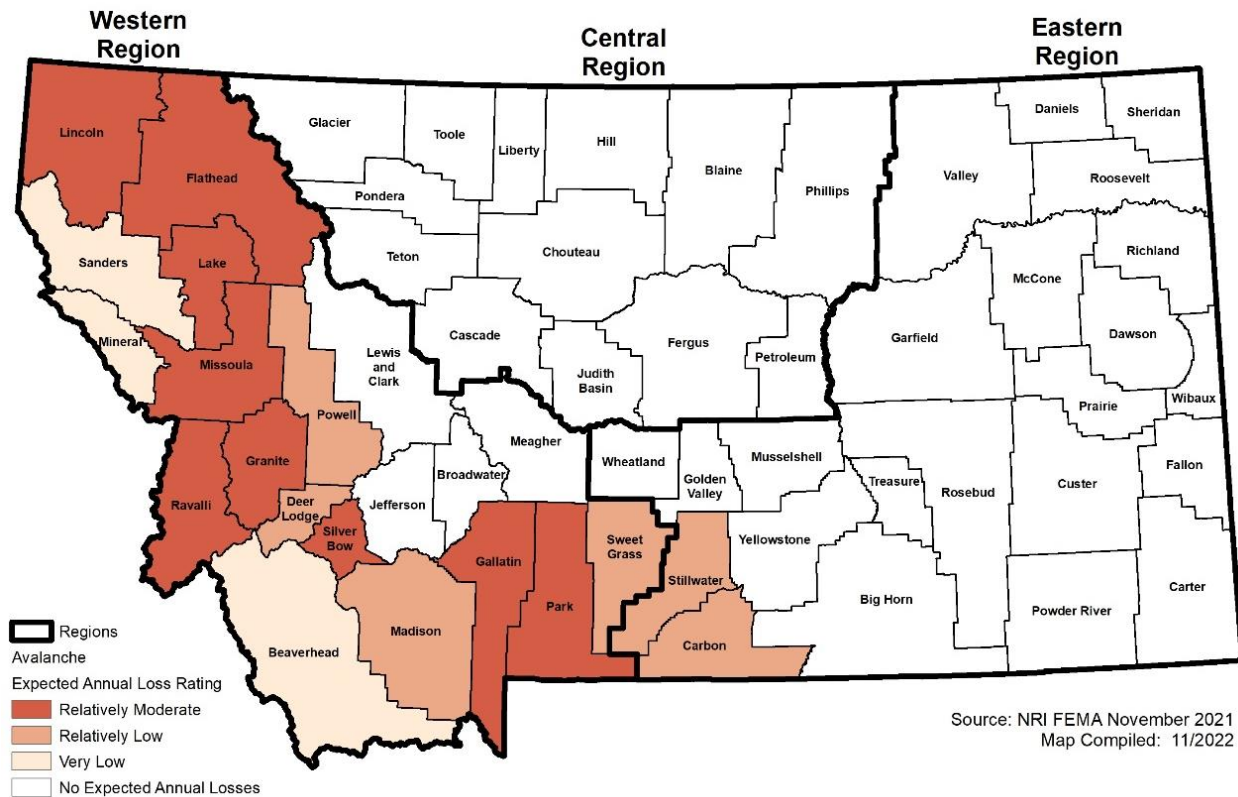 Western
Region
Central
Region
Eastern
Region
Lincoln
Flathead
Glacier
Toole
Liberty
Hill
Blaine
Phillips
Valley
Daniels
Sheridan
Roosevelt
Pondera
Teton
Chouteau
Sanders
Lake
Richland
McCone
Mineral
Missoula
Cascade
Lewis
and
Clark
Judith
Basin
Fergus
Petroleum
Garfield
Dawson
Powell
Prairie
Wibaux
Meagher
Granite
Ravalli
Wheatland
Golden
Valley
Musselshell
Treasure
Rosebud
Custer
Fallon
Broadwater
Jefferson
Deer
Lodge
Silver
Bow
Gallatin
Park
Sweet
Grass
Stillwater
Yellowstone
Big Horn
Powder River
Carter
Madison
Beaverhead
Carbon
Regions
Avalanche
Expected Annual Loss Rating
Relatively Moderate
Relatively Low
Very Low
No Expected Annual Losses
Source: NRI FEMA November 2021
Map Compiled: 11/2022